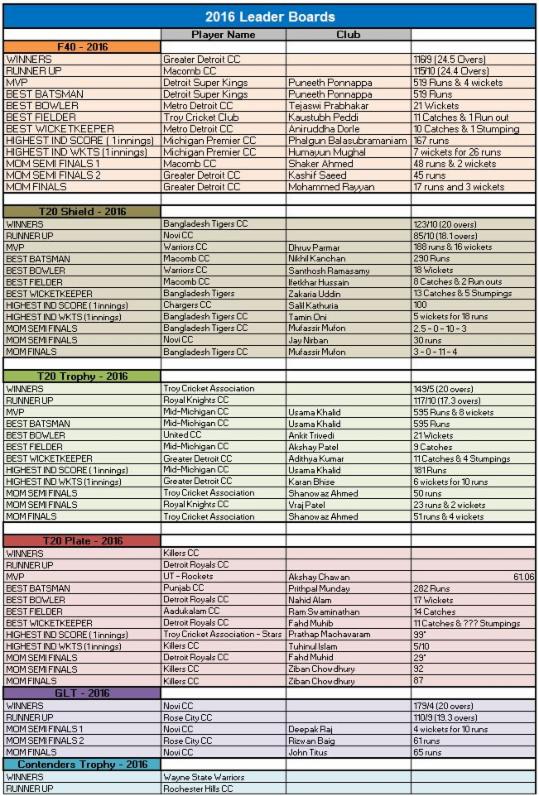 2016 Leader Boards
Player Name Club
F40 - 2016
WINNERS Greater Detroit CC 116/9 (24.5 Overs)
RUNNER UP Macomb CC 115/10 (24.4 Overs)
MVP Detroit Super Kings Puneeth Ponnappa 519 Runs & 4 wickets
BEST BATSMAN Detroit Super Kings Puneeth Ponnappa 519 Runs
BEST BOWLER Metro Detroit CC Tejaswi Prabhakar 21 Wickets
BEST FIELDER Troy Cricket Club Kaustubh Peddi 11 Catches & 1 Run out
BEST WICKETKEEPER Metro Detroit CC Aniruddha Dorle 10 Catches & 1 Stumping
HIGHEST IND SCORE ( 1 innings) Michigan Premier CC Phalgun Balasubramaniam 167 runs
HIGHEST IND WKTS (1 innings) Michigan Premier CC Humayun Mughal 7 wickets for 26 runs
MOM SEMI FINALS 1 Macomb CC Shaker Ahmed 48 runs & 2 wickets
MOM SEMI FINALS 2 Greater Detroit CC Kashif Saeed 45 runs
MOM FINALS Greater Detroit CC Mohammed Rayyan 17 runs and 3 wickets
T20 Shield - 2016
WINNERS Bangladesh Tigers CC 123/10 (20 overs)
RUNNER UP Novi CC 85/10 (18.1 overs)
MVP Warriors CC Dhruv Parmar 188 runs & 16 wickets
BEST BATSMAN Macomb CC Nikhil Kanchan 290 Runs
BEST BOWLER Warriors CC Santhosh Ramasamy 18 Wickets
BEST FIELDER Macomb CC Iletkhar Hussain 8 Catches & 2 Run outs
BEST WICKETKEEPER Bangladesh Tigers Zakaria Uddin 13 Catches & 5 Stumpings
HIGHEST IND SCORE ( 1 innings) Chargers CC Salil Kathuria 100
HIGHEST IND WKTS (1 innings) Bangladesh Tigers CC Tamin Oni 5 wickets for 18 runs
MOM SEMI FINALS Bangladesh Tigers CC Mufassir Mufon 2.5 - 0 - 10 - 3
MOM SEMI FINALS Novi CC Jay Nrban 30 runs
MOM FINALS Bangladesh Tigers CC Mufassir Mufon 3 - 0 - 11 - 4
T20 Trophy - 2016
WINNERS Troy Cricket Association 149/5 (20 overs)
RUNNER UP Royal Knights CC 117/10 (17.3 overs)
MVP Mid-Michigan CC Usama Khalid 595 Runs & 8 wickets
BEST BATSMAN Mid-Michigan CC Usama Khalid 595 Runs
BEST BOWLER United CC Ankit Trivedi 21 Wickets
BEST FIELDER Mid-Michigan CC Akshay Patel 9 Catches
BEST WICKETKEEPER Greater Detroit CC Adithya Kumar 11 Catches & 4 Stumpings
HIGHEST IND SCORE ( 1 innings) Mid-Michigan CC Usama Khalid 181 Runs
HIGHEST IND WKTS (1 innings) Greater Detroit CC Karan Bhise 6 wickets for 10 runs
MOM SEMI FINALS Troy Cricket Association Shanowaz Ahmed 50 runs
MOM SEMI FINALS Royal Knights CC Vraj Patel 23 runs & 2 wickets
MOM FINALS Troy Cricket Association Shanowaz Ahmed 51 runs & 4 wickets
T20 Plate - 2016
WINNERS Killers CC
RUNNER UP Detroit Royals CC
MVP UT - Rockets Akshay Chawan 61.06
BEST BATSMAN Punjab CC Prithpal Munday 282 Runs
BEST BOWLER Detroit Royals CC Nahid Alam 17 Wickets
BEST FIELDER Aadukalam CC Ram Swaminathan 14 Catches
BEST WICKETKEEPER Detroit Royals CC Fahd Muhib 11 Catches & ??? Stumpings
HIGHEST IND SCORE ( 1 innings) Troy Cricket Association - Stars Prathap Machavaram 99*
HIGHEST IND WKTS (1 innings) Killers CC Tuhinul Islam 5/10
MOM SEMI FINALS Detroit Royals CC Fahd Muhid 29*
MOM SEMI FINALS Killers CC Ziban Chowdhury 92
MOM FINALS Killers CC Ziban Chowdhury 87
GLT - 2016
WINNERS Novi CC 179/4 (20 overs)
RUNNER UP Rose City CC 110/9 (19.3 overs)
MOM SEMI FINALS 1 Novi CC Deepak Raj 4 wickets for 10 runs
MOM SEMI FINALS 2 Rose City CC Rizwan Baig 61 runs
MOM FINALS Novi CC John Titus 65 runs
Contenders Trophy - 2016
WINNERS Wayne State Warriors
RUNNER UP Rochester Hills CC